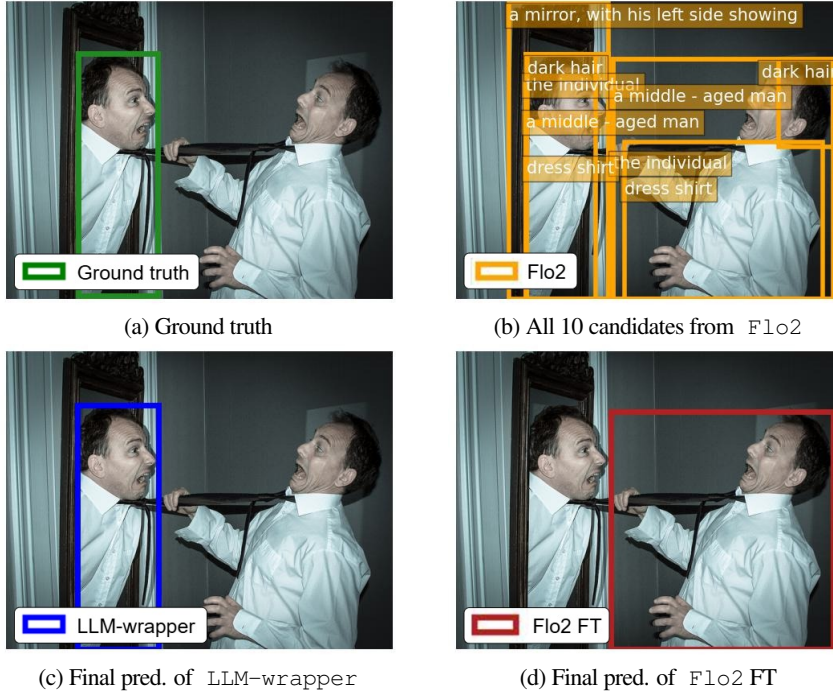 Ground truth
(a) Ground truth
a mirror, with his left side showing
dark hair
dark hair
the individual
a middle - aged man
a middle - aged man
dress shirt
the individual
dress shirt
Flo2
(b) All 10 candidates from Flo2
LLM-wrapper
(c) Final pred. of LLM-wrapper
Flo2 FT
(d) Final pred. of Flo2 FT